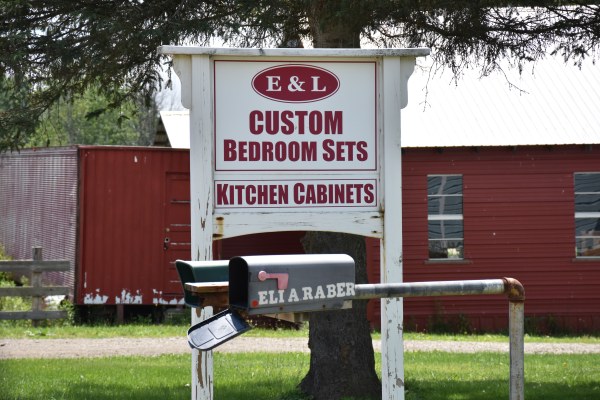 E & L
CUSTOM
BEDROOM SETS
KITCHEN CABINETS
ELI A RABER